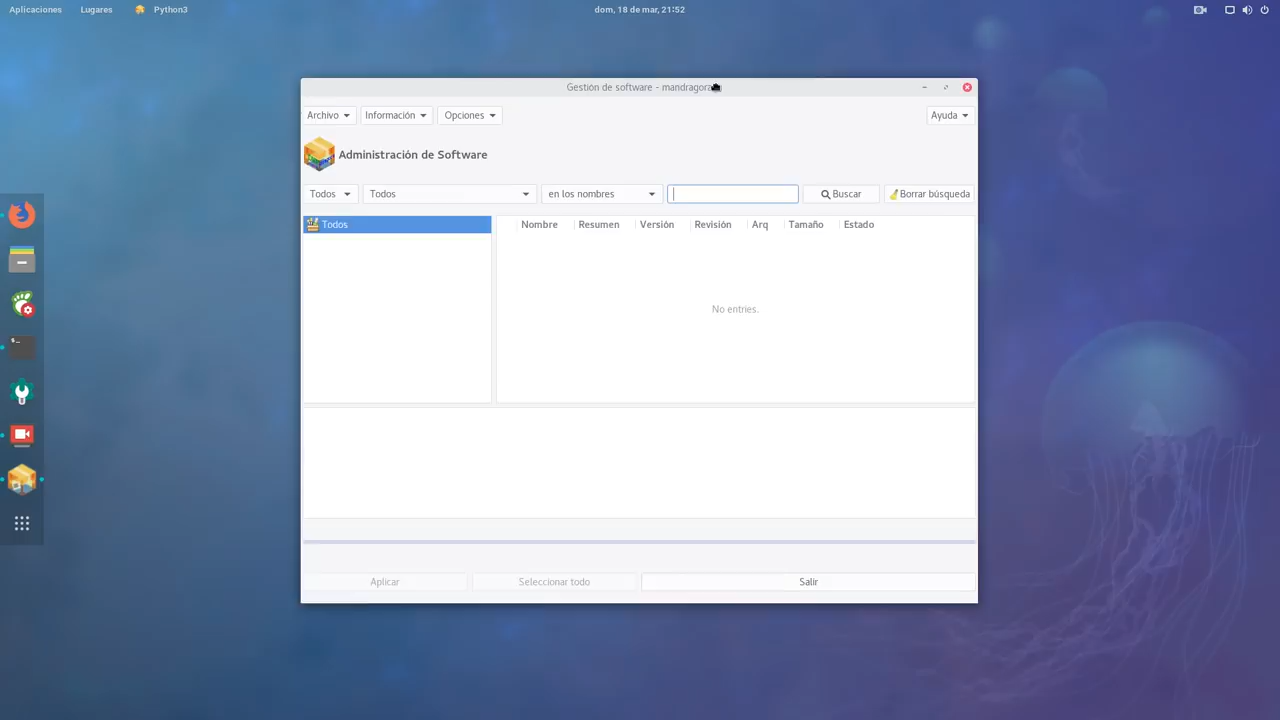 Aplicaciones Lugares Python3 dom, 18 de mar, 21:52
Gestión de software - mandragora
Archivo Información Opciones Ayuda
Administración de Software
Todos Todos en los nombres Buscar Borrar búsqueda
Todos Nombre Resumen Versión Revisión Arq Tamaño Estado
No entries.
Aplicar Seleccionar todo Salir